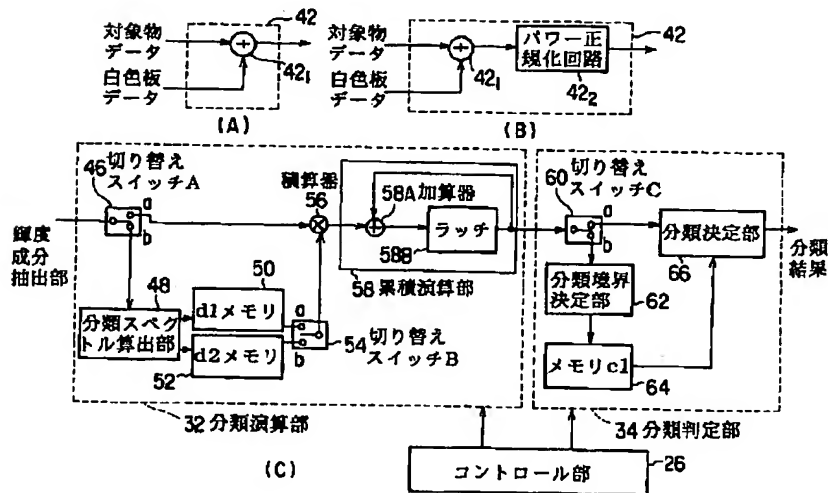 42
対象物
データ
白色板
データ
42₁
(A)
42
対象物
データ
白色板
データ
42₁
パワー正
規化回路
42₂
(B)
切り替え
46 スイッチA
a
b
輝度
成分
抽出部
48
分類スペク
トル算出部
50
d1メモリ
d2メモリ
52
a
b
54 切り替え
スイッチB
積算器
56
58A加算器
ラッチ
58B
58 累積演算部
32 分類演算部
(C)
切り替え
60 スイッチC
a
b
分類決定部
66
分類
結果
分類境界
決定部
62
メモリc1
64
34 分類判定部
コントロール部
26